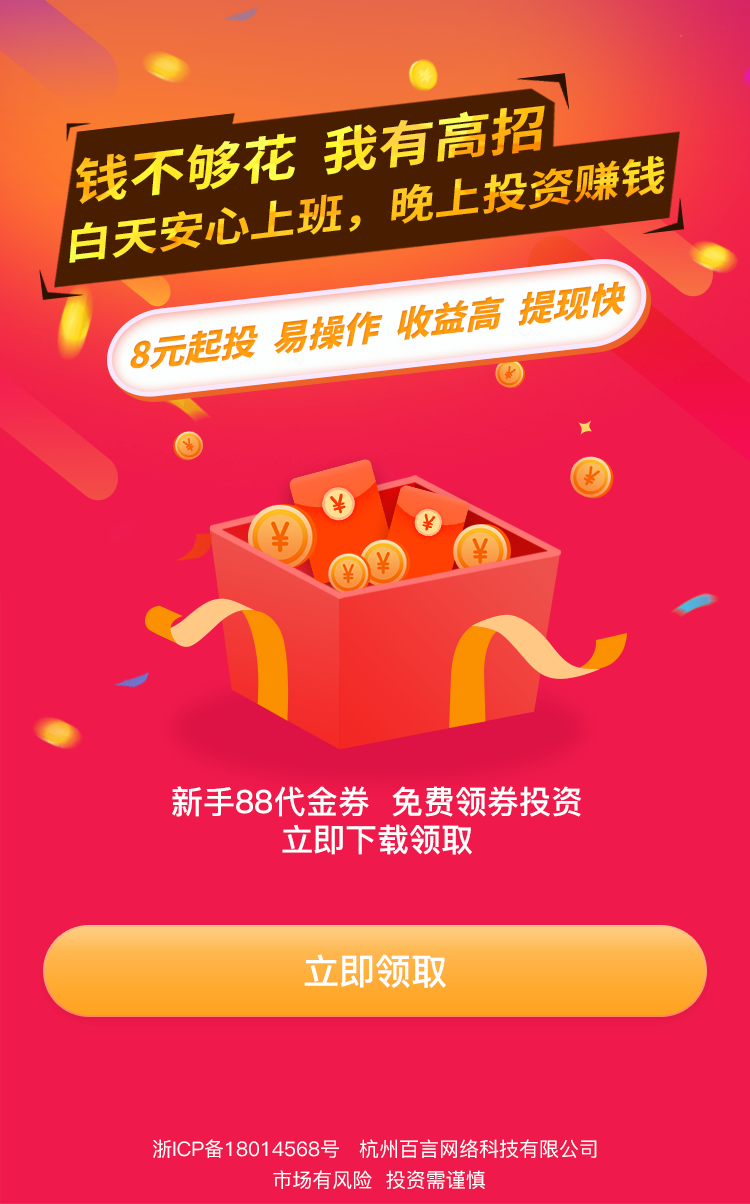 钱不够花 我有高招
白天安心上班，晚上投资赚钱
8元起投 易操作 收益高 提现快
新手88代金券 免费领券投资
立即下载领取
立即领取
浙ICP备18014568号 杭州百言网络科技有限公司
市场有风险 投资需谨慎